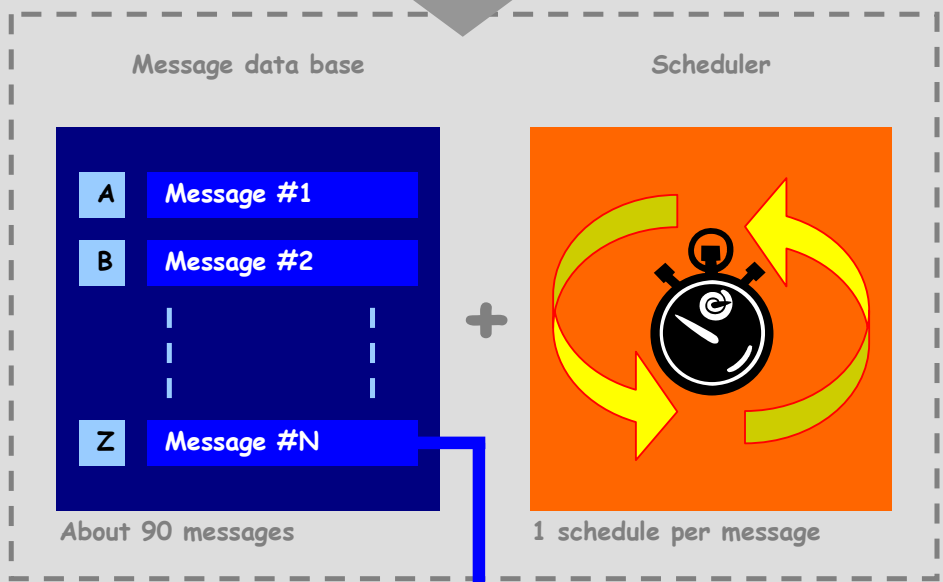 Message data base
Scheduler
A Message #1
B Message #2
+
Z Message #N
About 90 messages
1 schedule per message